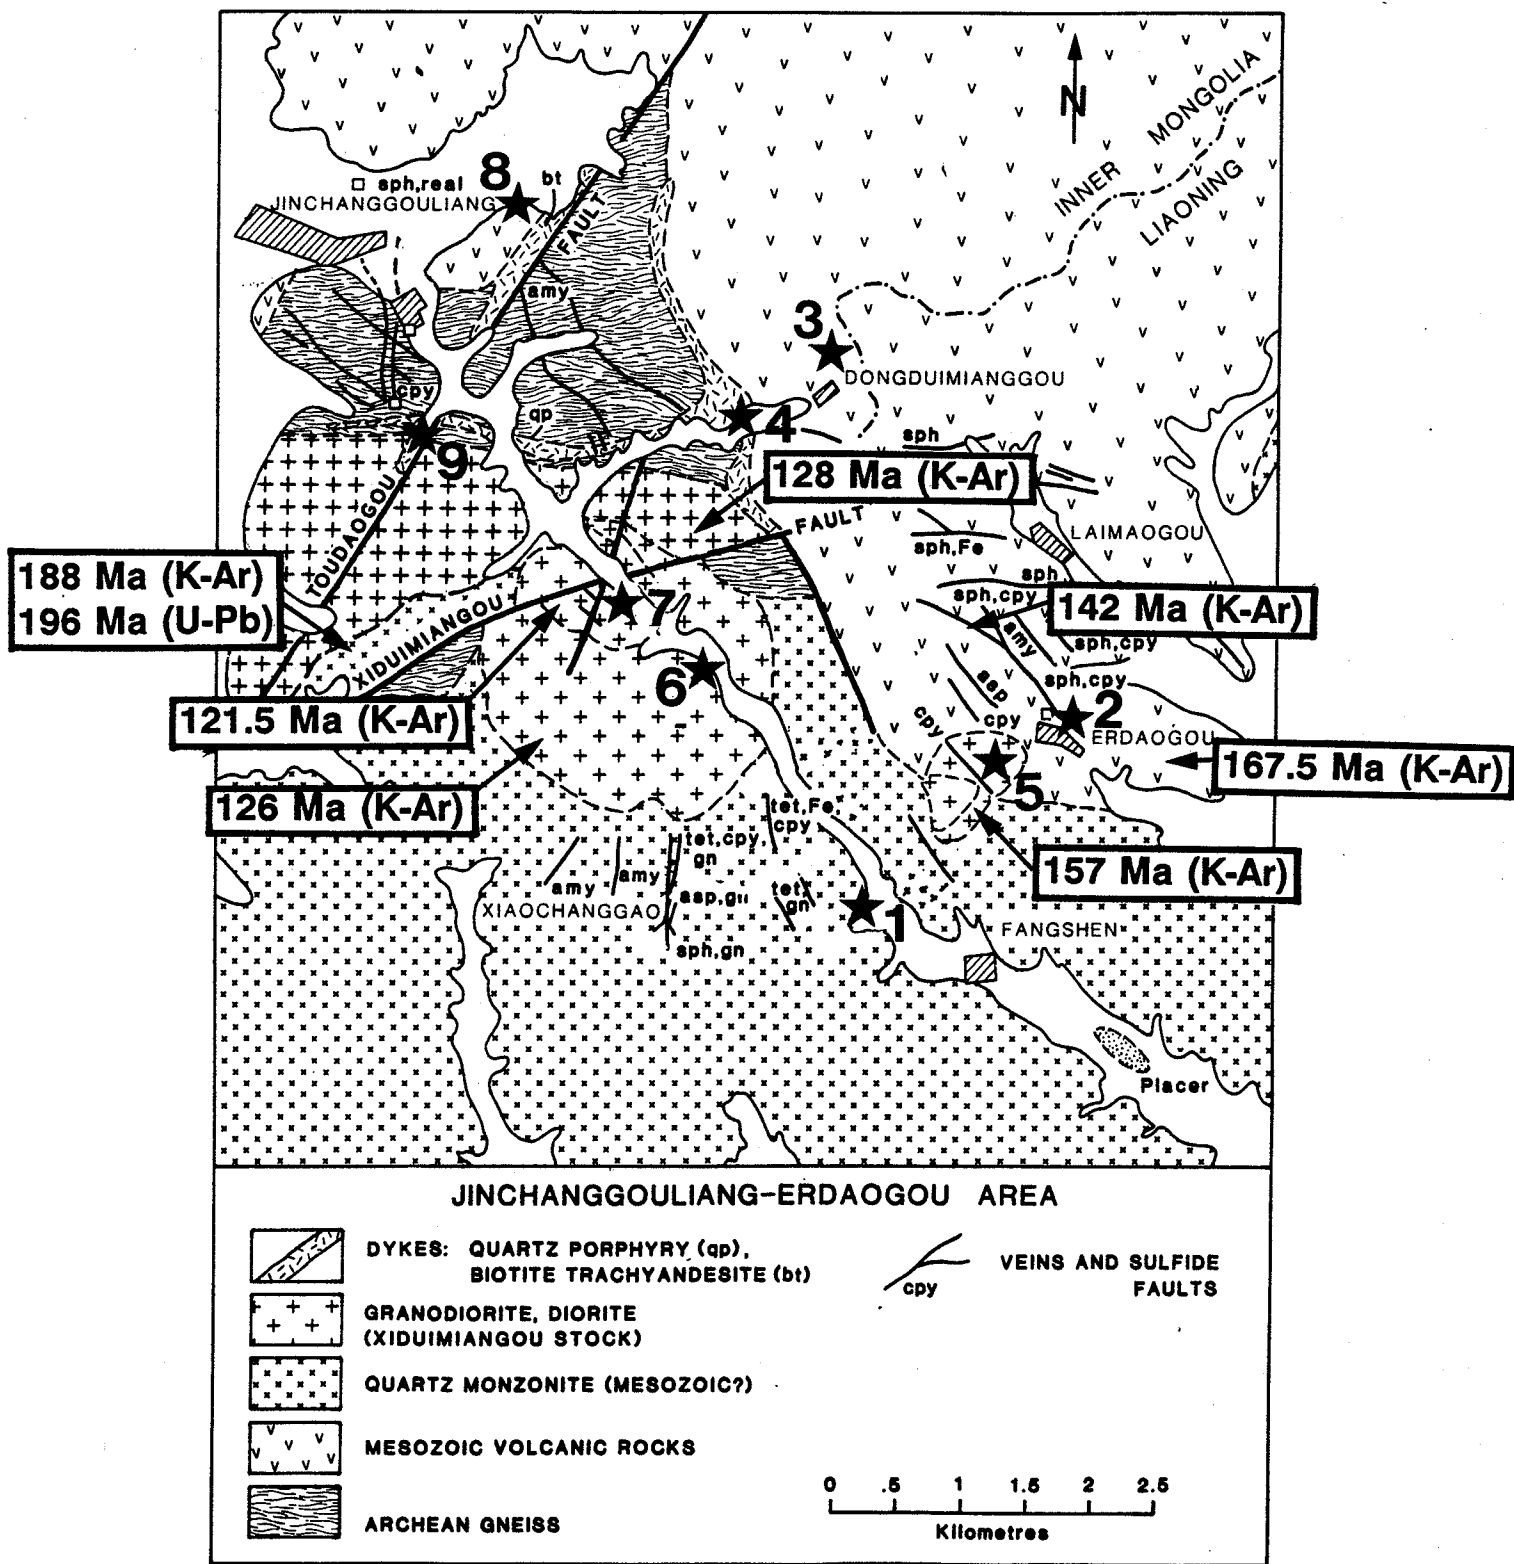 N
INNER MONGOLIA
LIAONING
8
bt
sph,real
JINCHANGGOULIANG
FAULT
amy
3
DONGDUIMIANGGOU
cpy
qp
4
sph
9
128 Ma (K-Ar)
FAULT
LAIMAOGOU
sph,Fe
TOUDAOGOU
188 Ma (K-Ar)
196 Ma (U-Pb)
XIDUIMIANGOU
7
sph
sph,cpy
142 Ma (K-Ar)
amy
sph,cpy
sph,cpy
6
asp
cpy
cpy
2
ERDAOGOU
121.5 Ma (K-Ar)
167.5 Ma (K-Ar)
5
126 Ma (K-Ar)
tet,Fe,
cpy
tet,cpy,
gn
157 Ma (K-Ar)
amy
amy
asp,gn
tet,
gn
XIAOCHANGGAO
1
FANGSHEN
sph,gn
Placer
JINCHANGGOULIANG-ERDAOGOU AREA
DYKES: QUARTZ PORPHYRY (qp),
BIOTITE TRACHYANDESITE (bt)
cpy
VEINS AND SULFIDE
FAULTS
GRANODIORITE, DIORITE
(XIDUIMIANGOU STOCK)
QUARTZ MONZONITE (MESOZOIC?)
MESOZOIC VOLCANIC ROCKS
ARCHEAN GNEISS
0 .5 1 1.5 2 2.5
Kilometres